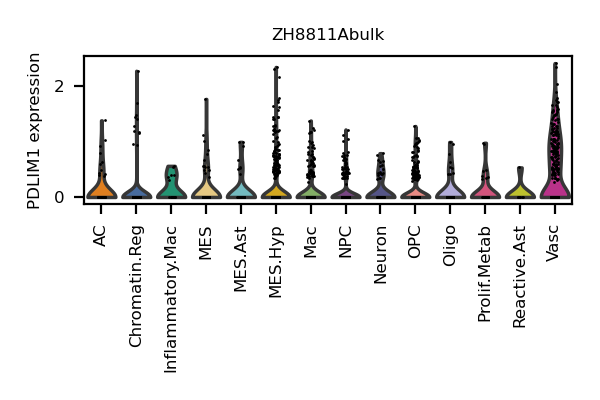 ZH8811Abulk
PDLIM1 expression
2
0
AC
Chromatin.Reg
Inflammatory.Mac
MES
MES.Ast
MES.Hyp
Mac
NPC
Neuron
OPC
Oligo
Prolif.Metab
Reactive.Ast
Vasc